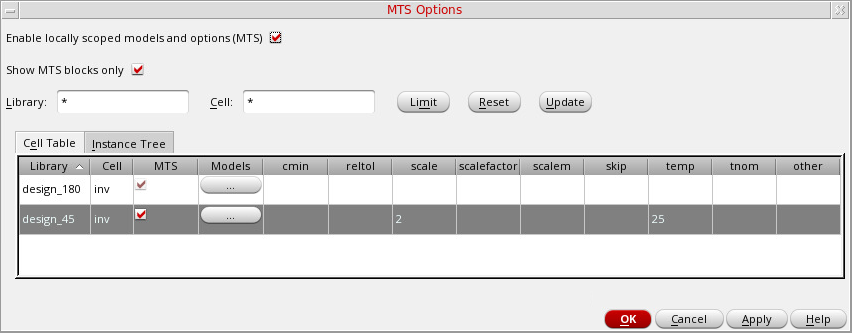 MTS Options
Enable locally scoped models and options (MTS)
Show MTS blocks only
Library: * Cell: * Limit Reset Update
Cell Table Instance Tree
Library Cell MTS Models cmin reltol scale scalefactor scalem skip temp tnom other
design_180 inv ...
design_45 inv ... 2 25
OK Cancel Apply Help